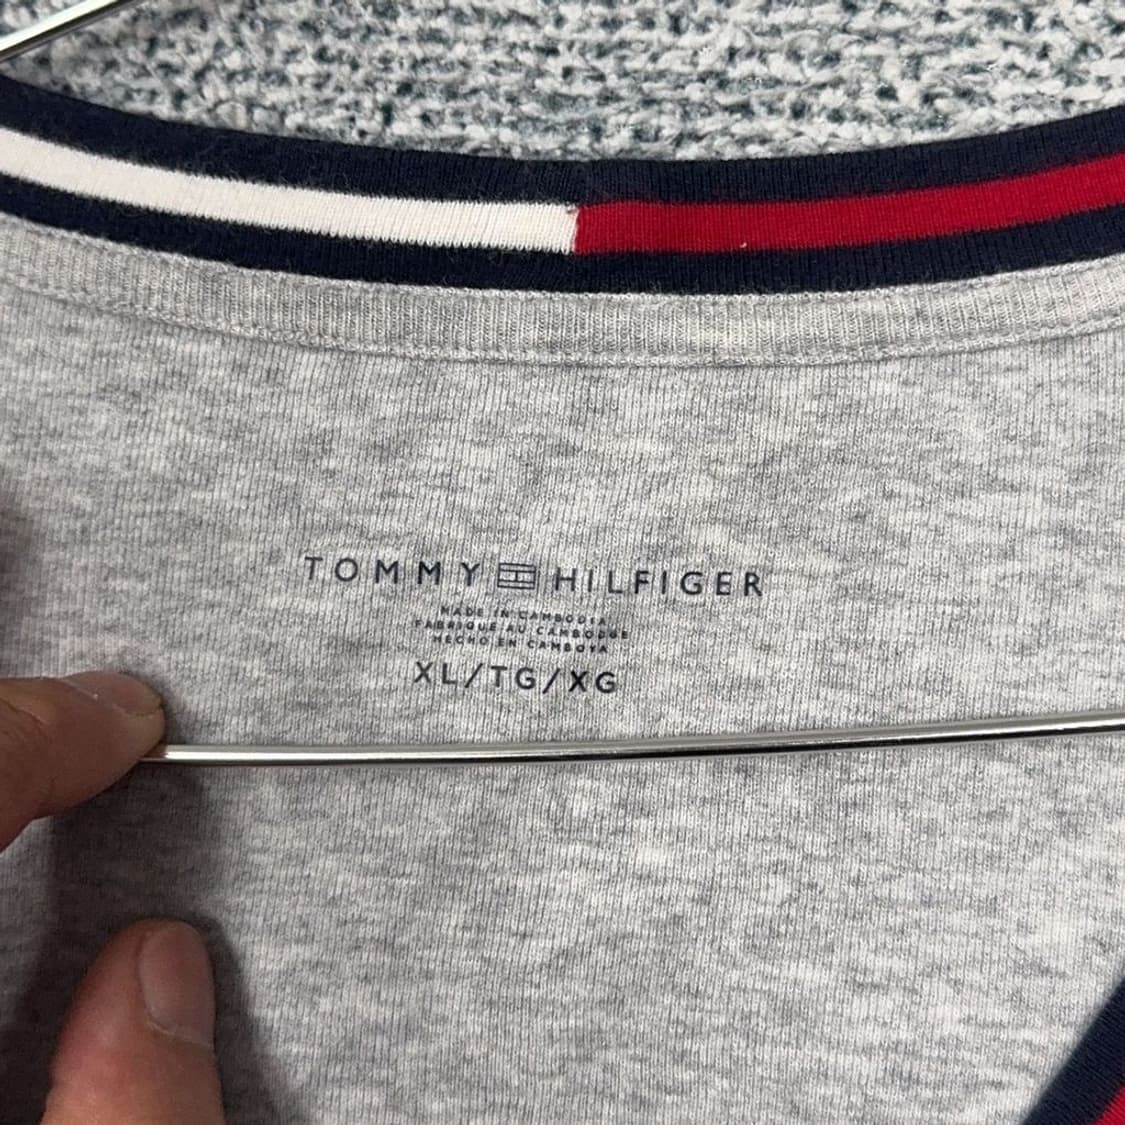 TOMMY HILFIGER
MADE IN CAMBODIA
FABRIQUÉ AU CAMBODGE
HECHO EN CAMBOYA
XL/TG/XG